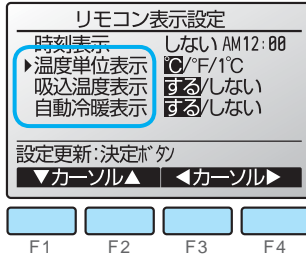 リモコン表示設定
時刻表示 しない AM12:00
▶温度単位表示 ℃/°F/1℃
吸込温度表示 する/しない
自動冷暖表示 する/しない
設定更新:決定ボタン
▼カーソル▲ ◀カーソル▶
F1 F2 F3 F4